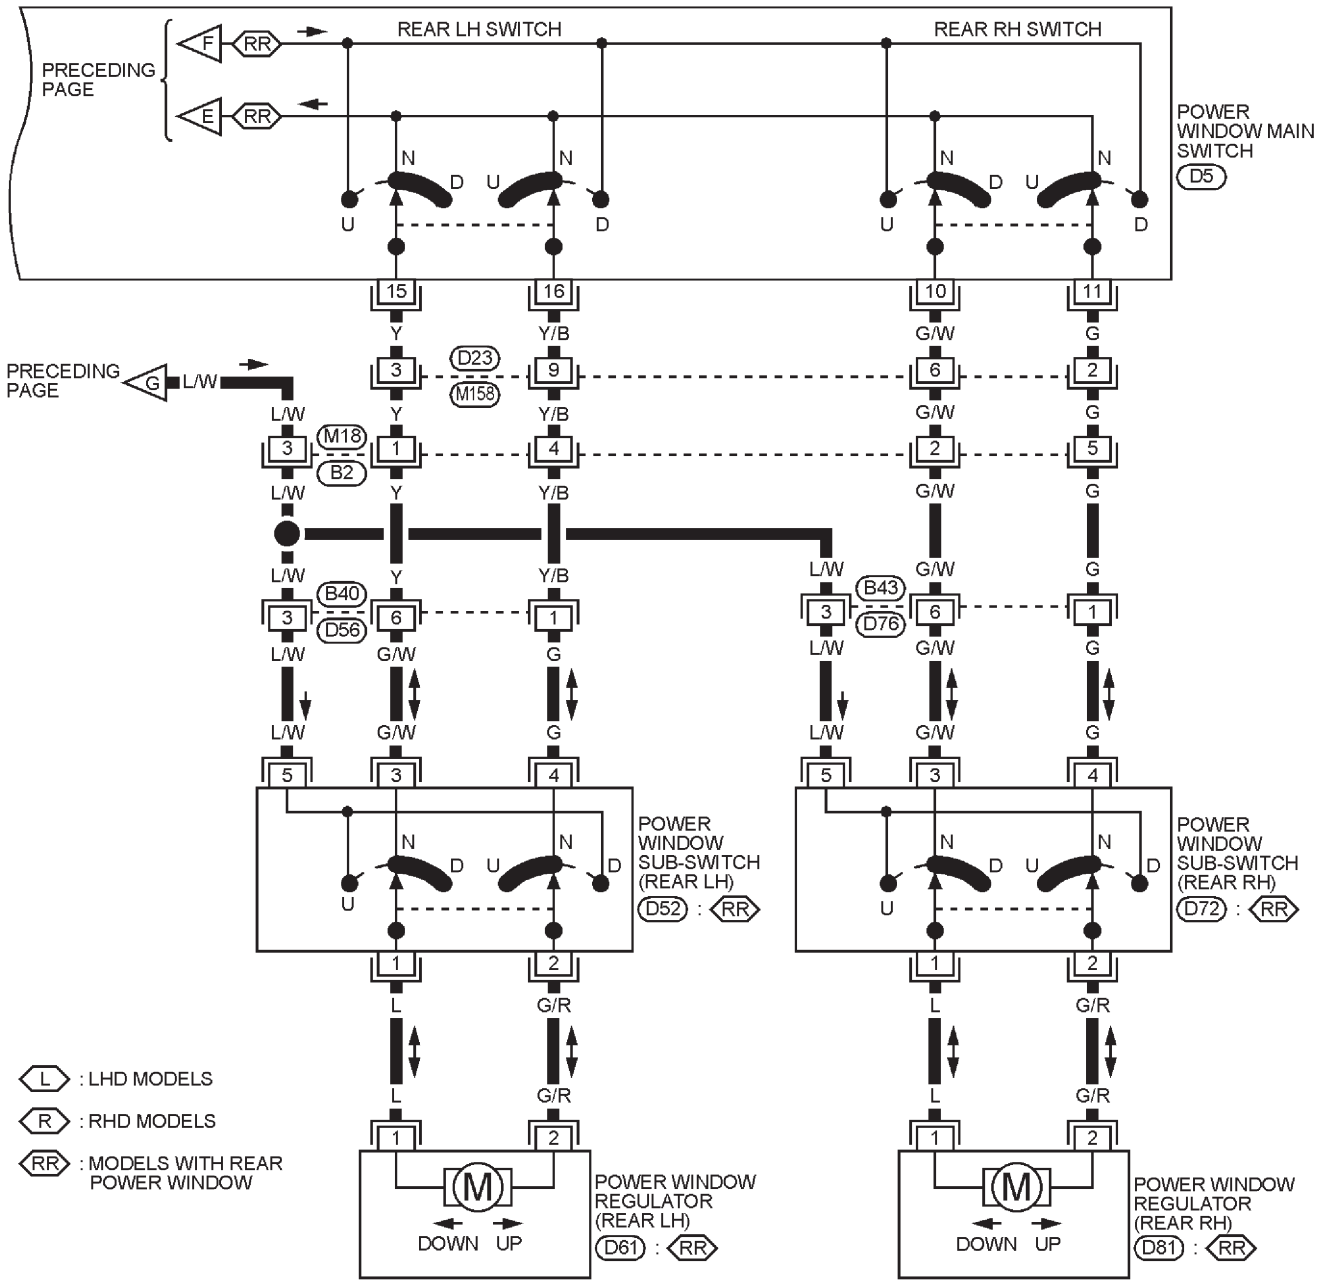 REAR LH SWITCH REAR RH SWITCH
F RR
PRECEDING
PAGE
E RR
POWER
WINDOW MAIN
SWITCH
D5
N N N N
D U D U
U D U D
15 16 10 11
Y Y/B G/W G
PRECEDING
PAGE
G L/W
3 D23 9 6 2
M158
L/W Y Y/B G/W G
3 M18 1 4 2 5
B2
L/W Y Y/B G/W G
L/W Y Y/B L/W G/W G
3 B40 6 1 3 B43 6 1
D56 D76
L/W G/W G L/W G/W G
L/W G/W G L/W G/W G
5 3 4 5 3 4
POWER
WINDOW
SUB-SWITCH
(REAR LH)
D52 : RR
POWER
WINDOW
SUB-SWITCH
(REAR RH)
D72 : RR
N N N N
D U D D U D
U U
1 2 1 2
L G/R L G/R
L G/R L G/R
1 2 1 2
L : LHD MODELS
R : RHD MODELS
RR : MODELS WITH REAR
POWER WINDOW
M
DOWN UP
POWER WINDOW
REGULATOR
(REAR LH)
D61 : RR
M
DOWN UP
POWER WINDOW
REGULATOR
(REAR RH)
D81 : RR